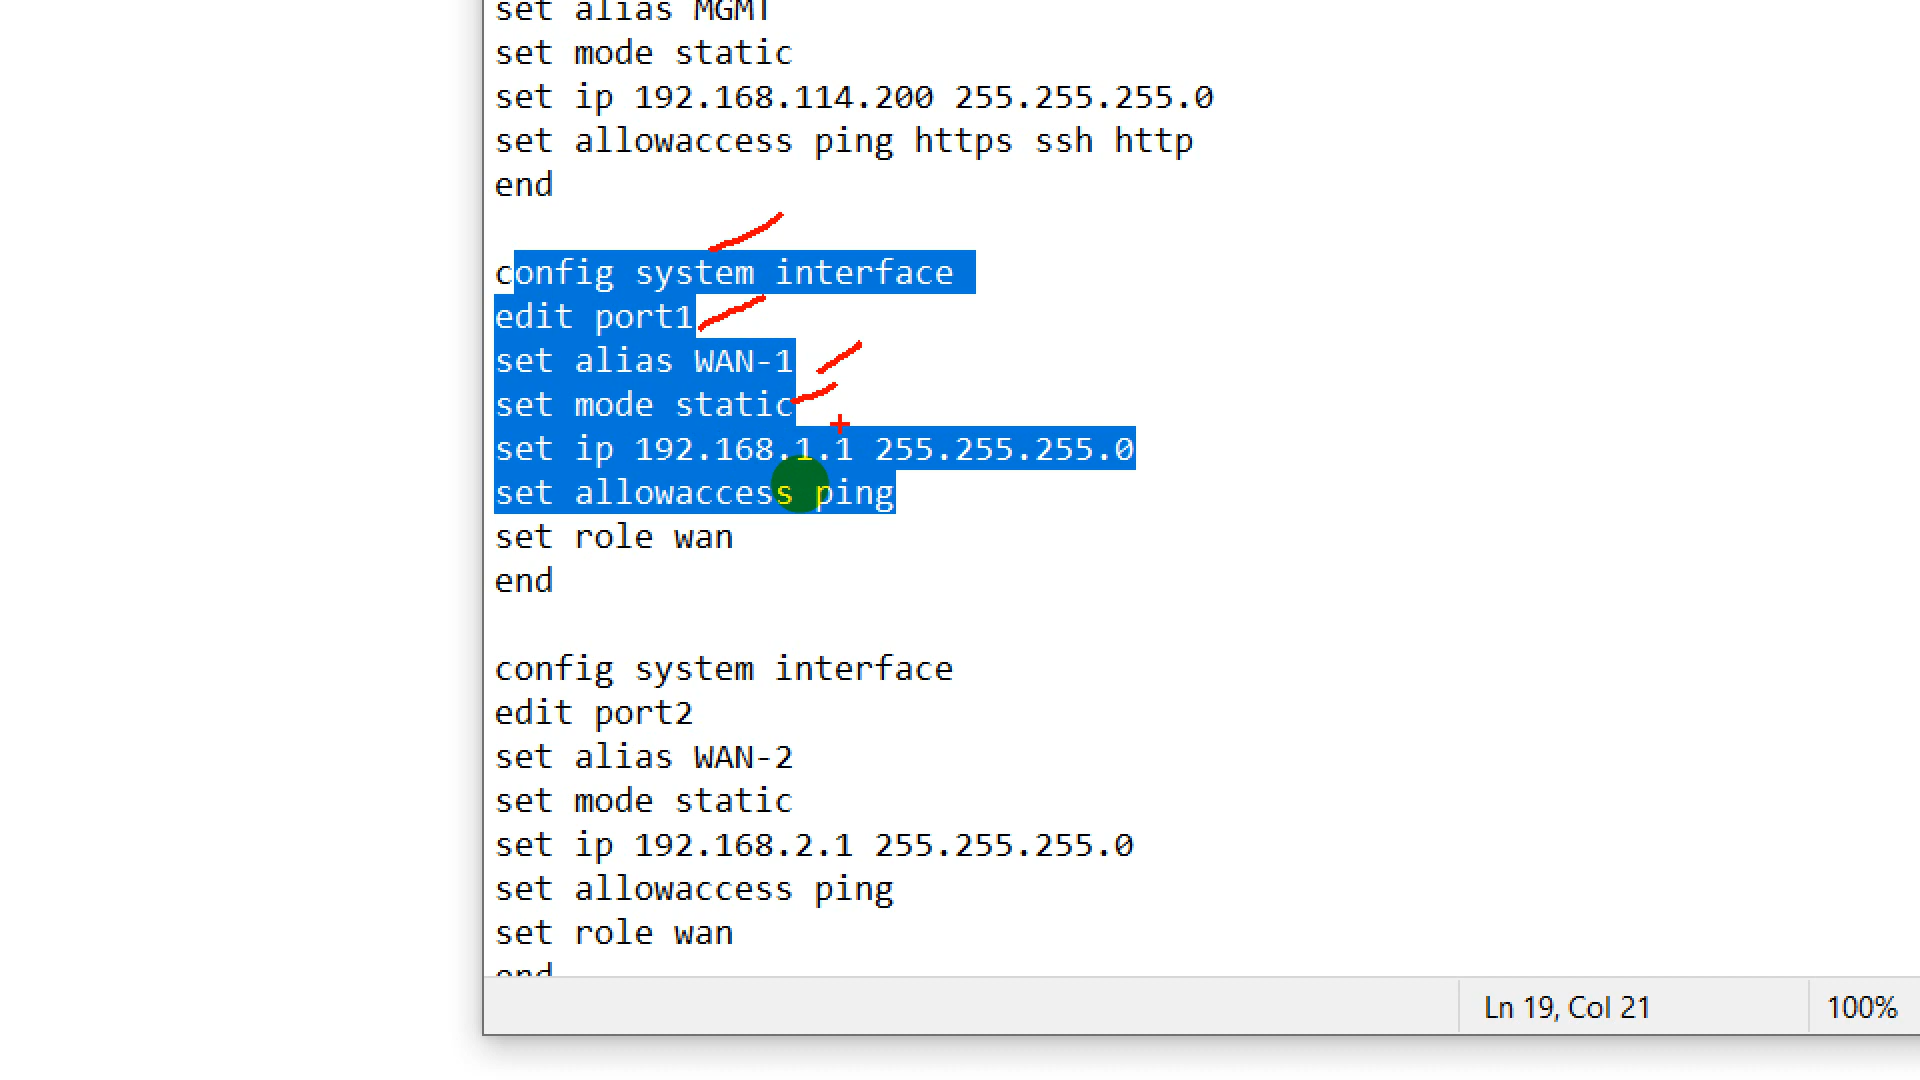 set alias MGMT
set mode static
set ip 192.168.114.200 255.255.255.0
set allowaccess ping https ssh http
end
config system interface
edit port1
set alias WAN-1
set mode static
set ip 192.168.1.1 255.255.255.0
set allowaccess ping
set role wan
end
config system interface
edit port2
set alias WAN-2
set mode static
set ip 192.168.2.1 255.255.255.0
set allowaccess ping
set role wan
end
Ln 19, Col 21
100%